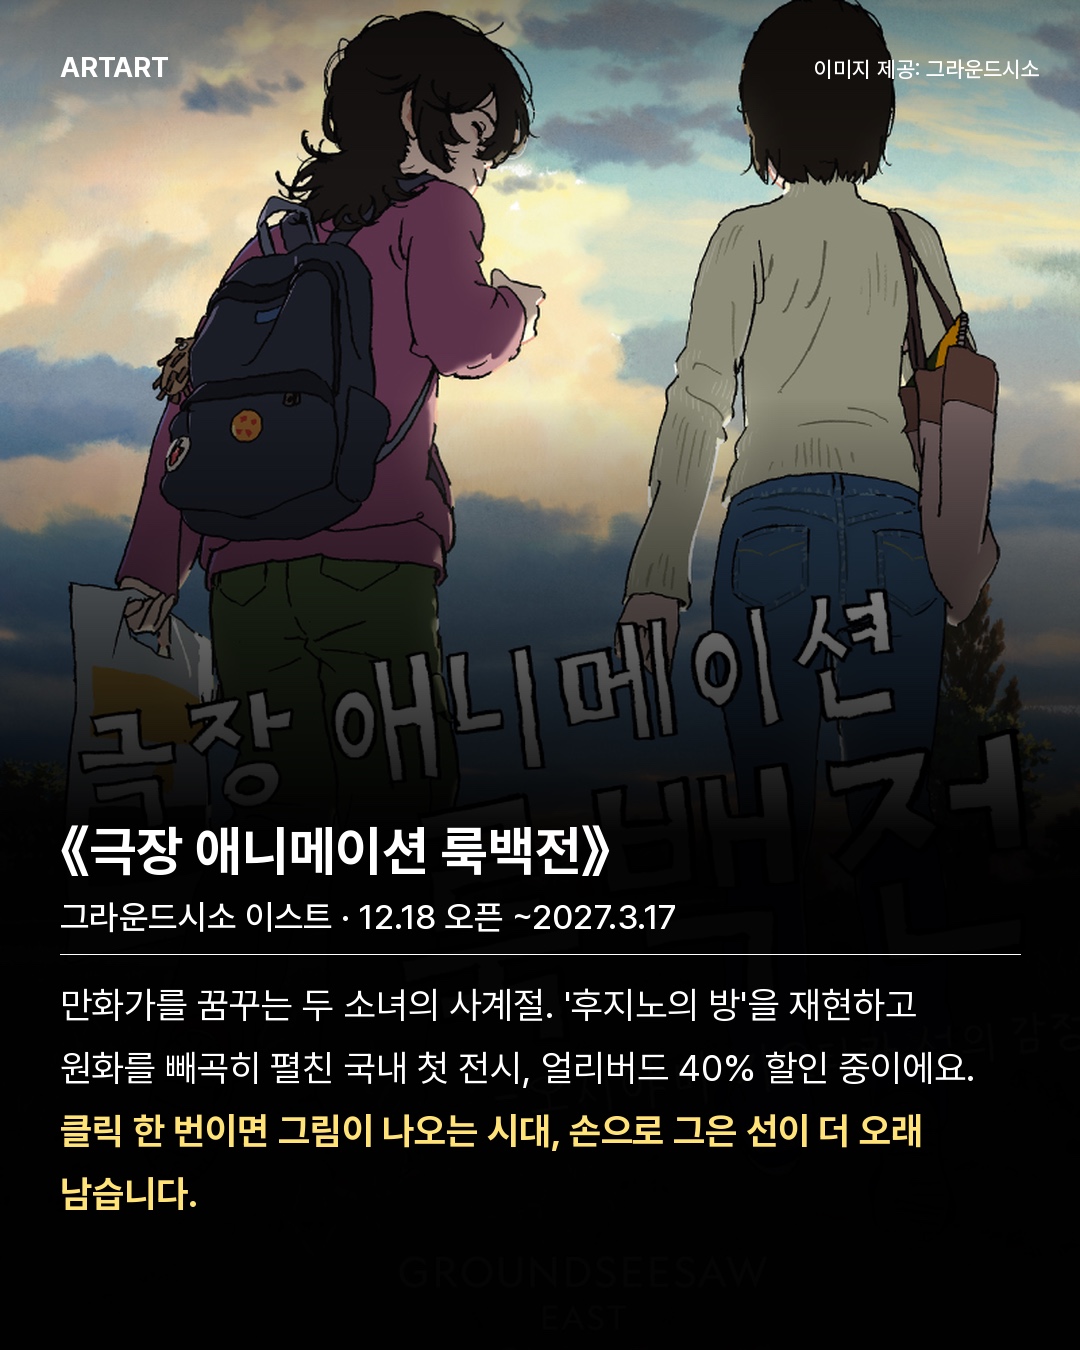 ARTART
이미지 제공: 그라운드시소
극장 애니메이션
룩백전
《극장 애니메이션 룩백전》
그라운드시소 이스트 · 12.18 오픈 ~2027.3.17
만화가를 꿈꾸는 두 소녀의 사계절. '후지노의 방'을 재현하고
원화를 빼곡히 펼친 국내 첫 전시, 얼리버드 40% 할인 중이에요.
클릭 한 번이면 그림이 나오는 시대, 손으로 그은 선이 더 오래
남습니다.
GROUNDSEESAW
EAST